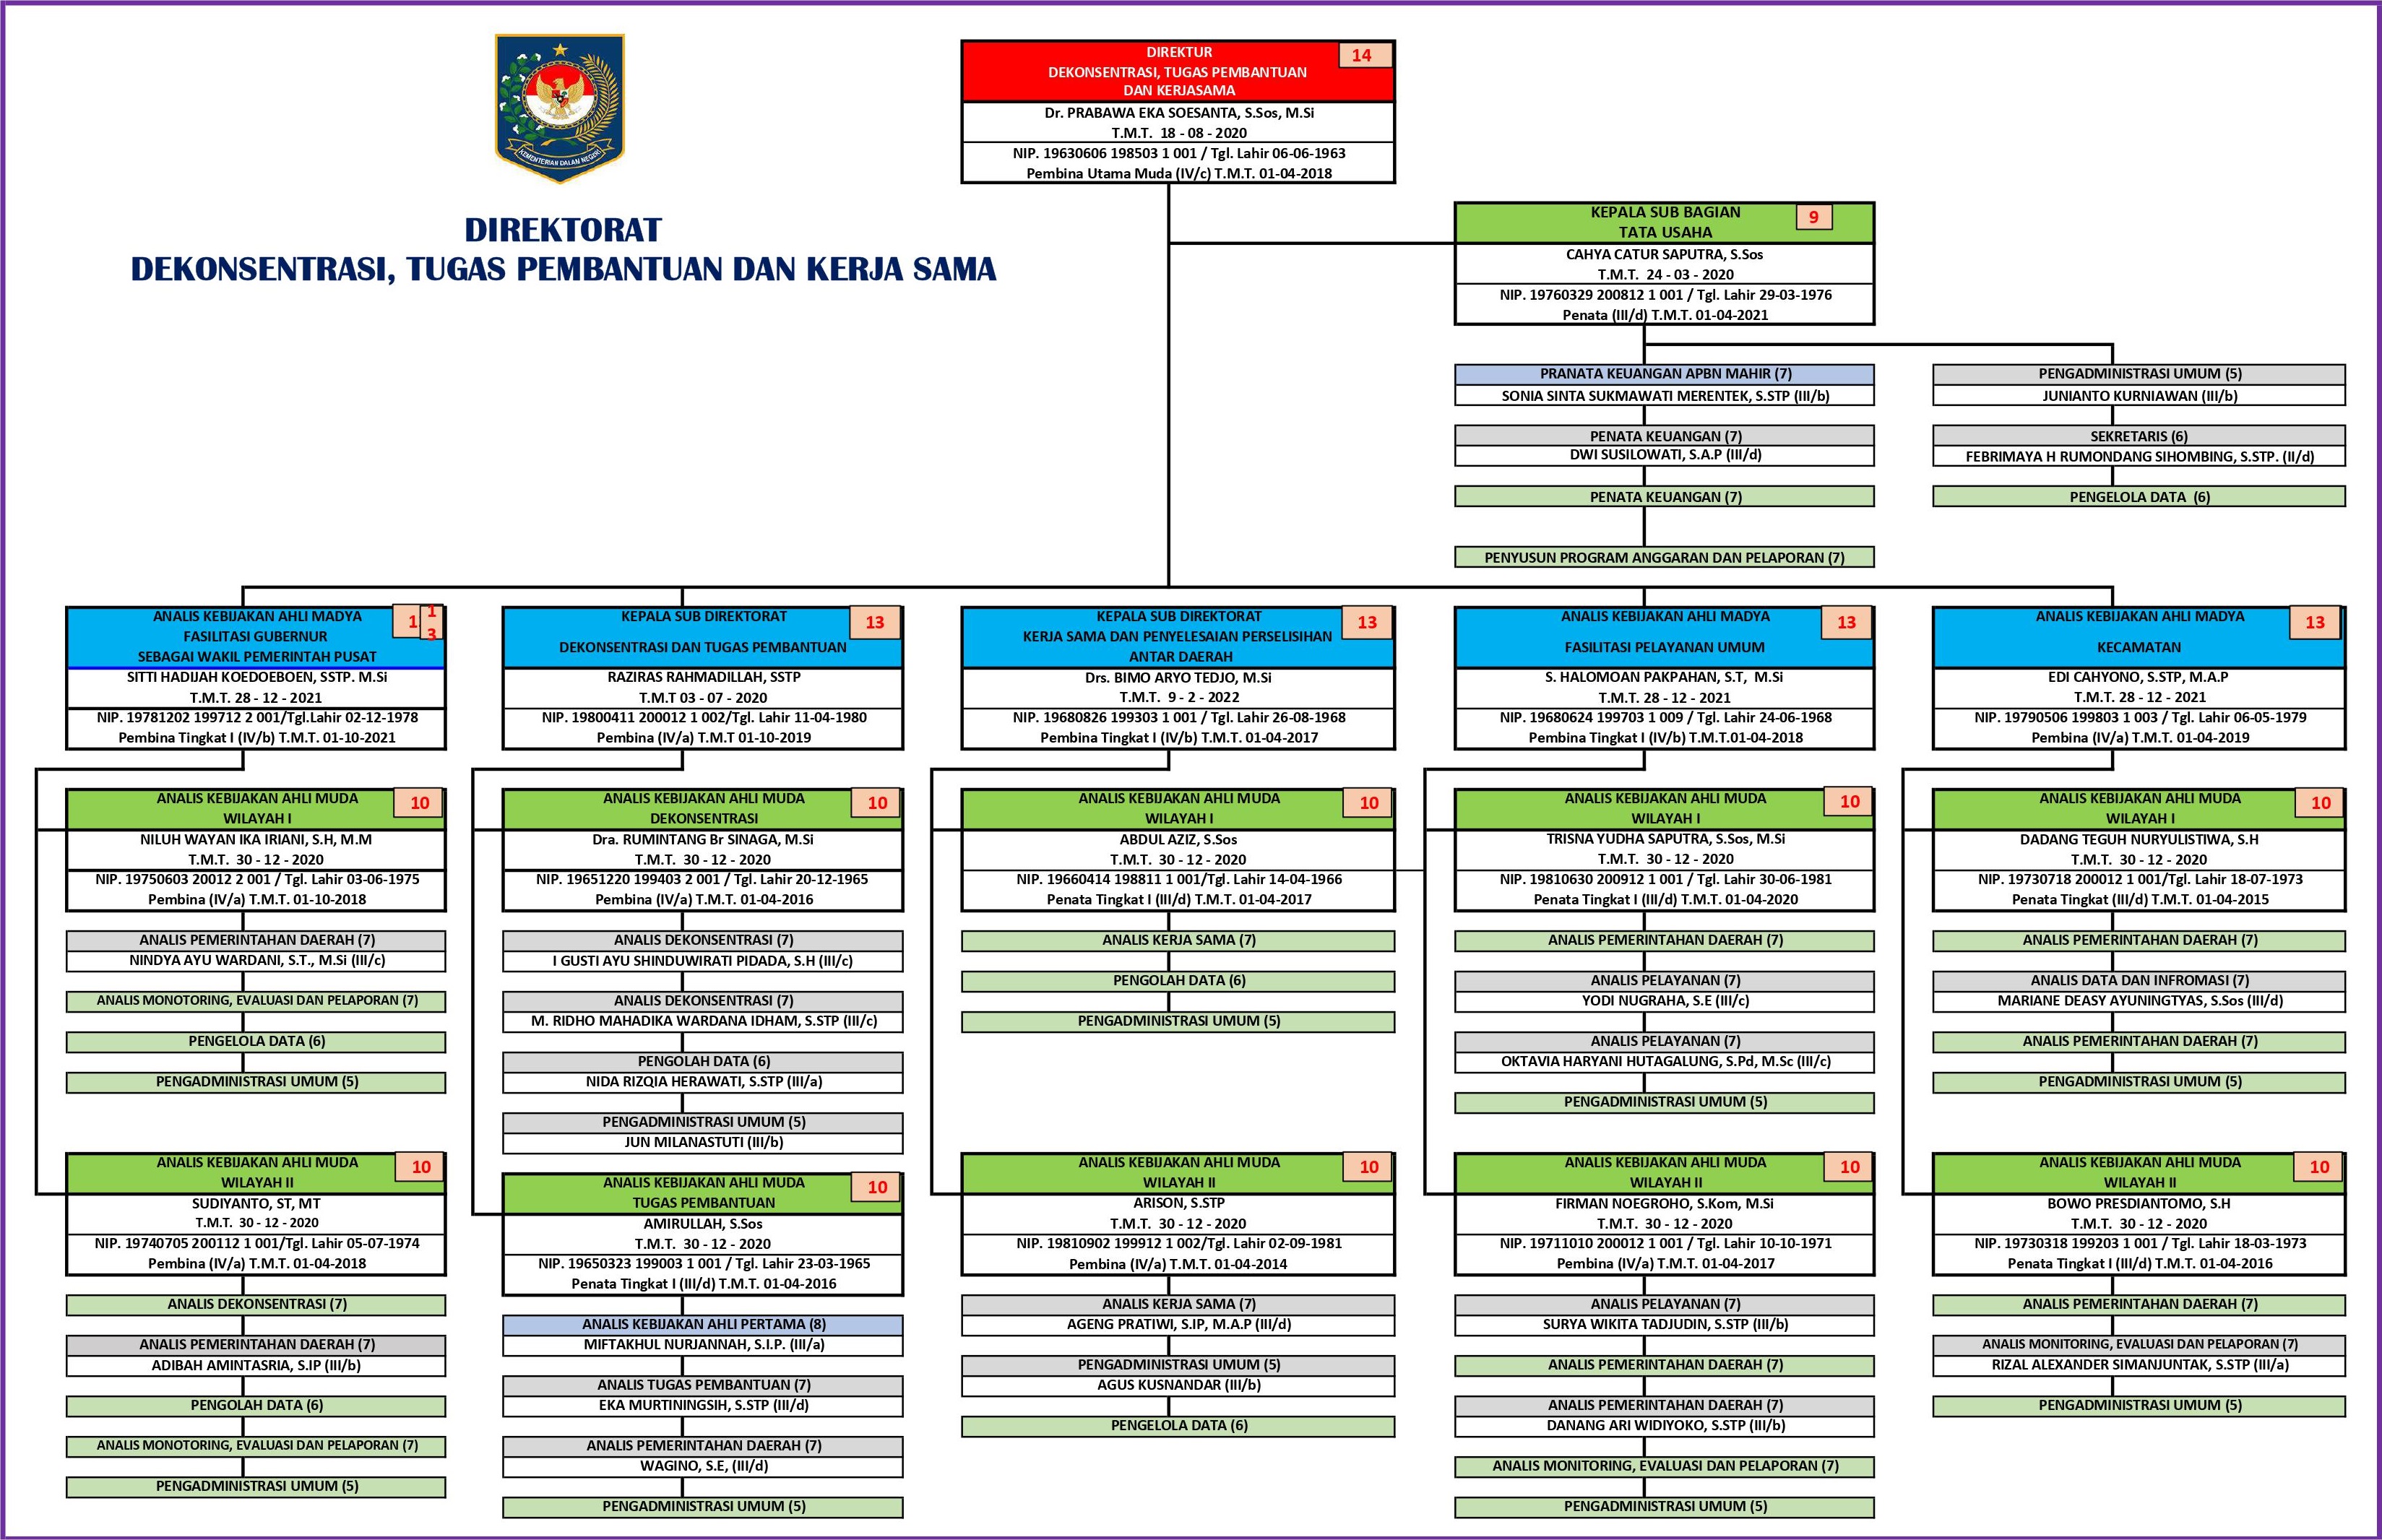 KEMENTERIAN DALAN NEGERI
DIREKTORAT
DEKONSENTRASI, TUGAS PEMBANTUAN DAN KERJA SAMA
DIREKTUR
14
DEKONSENTRASI, TUGAS PEMBANTUAN
DAN KERJASAMA
Dr. PRABAWA EKA SOESANTA, S.Sos, M.Si
T.M.T. 18 - 08 - 2020
NIP. 19630606 198503 1 001 / Tgl. Lahir 06-06-1963
Pembina Utama Muda (IV/c) T.M.T. 01-04-2018
KEPALA SUB BAGIAN
9
TATA USAHA
CAHYA CATUR SAPUTRA, S.Sos
T.M.T. 24 - 03 - 2020
NIP. 19760329 200812 1 001 / Tgl. Lahir 29-03-1976
Penata (III/d) T.M.T. 01-04-2021
PRANATA KEUANGAN APBN MAHIR (7)
SONIA SINTA SUKMAWATI MERENTEK, S.STP (III/b)
PENATA KEUANGAN (7)
DWI SUSILOWATI, S.A.P (III/d)
PENATA KEUANGAN (7)
PENYUSUN PROGRAM ANGGARAN DAN PELAPORAN (7)
PENGADMINISTRASI UMUM (5)
JUNIANTO KURNIAWAN (III/b)
SEKRETARIS (6)
FEBRIMAYA H RUMONDANG SIHOMBING, S.STP. (II/d)
PENGELOLA DATA (6)
ANALIS KEBIJAKAN AHLI MADYA
1
1
3
FASILITASI GUBERNUR
SEBAGAI WAKIL PEMERINTAH PUSAT
SITTI HADIJAH KOEDOEBOEN, SSTP. M.Si
T.M.T. 28 - 12 - 2021
NIP. 19781202 199712 2 001/Tgl.Lahir 02-12-1978
Pembina Tingkat I (IV/b) T.M.T. 01-10-2021
ANALIS KEBIJAKAN AHLI MUDA
10
WILAYAH I
NILUH WAYAN IKA IRIANI, S.H, M.M
T.M.T. 30 - 12 - 2020
NIP. 19750603 20012 2 001 / Tgl. Lahir 03-06-1975
Pembina (IV/a) T.M.T. 01-10-2018
ANALIS PEMERINTAHAN DAERAH (7)
NINDYA AYU WARDANI, S.T., M.Si (III/c)
ANALIS MONOTORING, EVALUASI DAN PELAPORAN (7)
PENGELOLA DATA (6)
PENGADMINISTRASI UMUM (5)
ANALIS KEBIJAKAN AHLI MUDA
10
WILAYAH II
SUDIYANTO, ST, MT
T.M.T. 30 - 12 - 2020
NIP. 19740705 200112 1 001/Tgl. Lahir 05-07-1974
Pembina (IV/a) T.M.T. 01-04-2018
ANALIS DEKONSENTRASI (7)
ANALIS PEMERINTAHAN DAERAH (7)
ADIBAH AMINTASRIA, S.IP (III/b)
PENGOLAH DATA (6)
ANALIS MONOTORING, EVALUASI DAN PELAPORAN (7)
PENGADMINISTRASI UMUM (5)
KEPALA SUB DIREKTORAT
13
DEKONSENTRASI DAN TUGAS PEMBANTUAN
RAZIRAS RAHMADILLAH, SSTP
T.M.T 03 - 07 - 2020
NIP. 19800411 200012 1 002/Tgl. Lahir 11-04-1980
Pembina (IV/a) T.M.T 01-10-2019
ANALIS KEBIJAKAN AHLI MUDA
10
DEKONSENTRASI
Dra. RUMINTANG Br SINAGA, M.Si
T.M.T. 30 - 12 - 2020
NIP. 19651220 199403 2 001 / Tgl. Lahir 20-12-1965
Pembina (IV/a) T.M.T. 01-04-2016
ANALIS DEKONSENTRASI (7)
I GUSTI AYU SHINDUWIRATI PIDADA, S.H (III/c)
ANALIS DEKONSENTRASI (7)
M. RIDHO MAHADIKA WARDANA IDHAM, S.STP (III/c)
PENGOLAH DATA (6)
NIDA RIZQIA HERAWATI, S.STP (III/a)
PENGADMINISTRASI UMUM (5)
JUN MILANASTUTI (III/b)
ANALIS KEBIJAKAN AHLI MUDA
10
TUGAS PEMBANTUAN
AMIRULLAH, S.Sos
T.M.T. 30 - 12 - 2020
NIP. 19650323 199003 1 001 / Tgl. Lahir 23-03-1965
Penata Tingkat I (III/d) T.M.T. 01-04-2016
ANALIS KEBIJAKAN AHLI PERTAMA (8)
MIFTAKHUL NURJANNAH, S.I.P. (III/a)
ANALIS TUGAS PEMBANTUAN (7)
EKA MURTININGSIH, S.STP (III/d)
ANALIS PEMERINTAHAN DAERAH (7)
WAGINO, S.E, (III/d)
PENGADMINISTRASI UMUM (5)
KEPALA SUB DIREKTORAT
13
KERJA SAMA DAN PENYELESAIAN PERSELISIHAN
ANTAR DAERAH
Drs. BIMO ARYO TEDJO, M.Si
T.M.T. 9 - 2 - 2022
NIP. 19680826 199303 1 001 / Tgl. Lahir 26-08-1968
Pembina Tingkat I (IV/b) T.M.T. 01-04-2017
ANALIS KEBIJAKAN AHLI MUDA
10
WILAYAH I
ABDUL AZIZ, S.Sos
T.M.T. 30 - 12 - 2020
NIP. 19660414 198811 1 001/Tgl. Lahir 14-04-1966
Penata Tingkat I (III/d) T.M.T. 01-04-2017
ANALIS KERJA SAMA (7)
PENGOLAH DATA (6)
PENGADMINISTRASI UMUM (5)
ANALIS KEBIJAKAN AHLI MUDA
10
WILAYAH II
ARISON, S.STP
T.M.T. 30 - 12 - 2020
NIP. 19810902 199912 1 002/Tgl. Lahir 02-09-1981
Pembina (IV/a) T.M.T. 01-04-2014
ANALIS KERJA SAMA (7)
AGENG PRATIWI, S.IP, M.A.P (III/d)
PENGADMINISTRASI UMUM (5)
AGUS KUSNANDAR (III/b)
PENGELOLA DATA (6)
ANALIS KEBIJAKAN AHLI MADYA
13
FASILITASI PELAYANAN UMUM
S. HALOMOAN PAKPAHAN, S.T, M.Si
T.M.T. 28 - 12 - 2021
NIP. 19680624 199703 1 009 / Tgl. Lahir 24-06-1968
Pembina Tingkat I (IV/b) T.M.T.01-04-2018
ANALIS KEBIJAKAN AHLI MUDA
10
WILAYAH I
TRISNA YUDHA SAPUTRA, S.Sos, M.Si
T.M.T. 30 - 12 - 2020
NIP. 19810630 200912 1 001 / Tgl. Lahir 30-06-1981
Penata Tingkat I (III/d) T.M.T. 01-04-2020
ANALIS PEMERINTAHAN DAERAH (7)
ANALIS PELAYANAN (7)
YODI NUGRAHA, S.E (III/c)
ANALIS PELAYANAN (7)
OKTAVIA HARYANI HUTAGALUNG, S.Pd, M.Sc (III/c)
PENGADMINISTRASI UMUM (5)
ANALIS KEBIJAKAN AHLI MUDA
10
WILAYAH II
FIRMAN NOEGROHO, S.Kom, M.Si
T.M.T. 30 - 12 - 2020
NIP. 19711010 200012 1 001 / Tgl. Lahir 10-10-1971
Pembina (IV/a) T.M.T. 01-04-2017
ANALIS PELAYANAN (7)
SURYA WIKITA TADJUDIN, S.STP (III/b)
ANALIS PEMERINTAHAN DAERAH (7)
ANALIS PEMERINTAHAN DAERAH (7)
DANANG ARI WIDIYOKO, S.STP (III/b)
ANALIS MONITORING, EVALUASI DAN PELAPORAN (7)
PENGADMINISTRASI UMUM (5)
ANALIS KEBIJAKAN AHLI MADYA
13
KECAMATAN
EDI CAHYONO, S.STP, M.A.P
T.M.T. 28 - 12 - 2021
NIP. 19790506 199803 1 003 / Tgl. Lahir 06-05-1979
Pembina (IV/a) T.M.T. 01-04-2019
ANALIS KEBIJAKAN AHLI MUDA
10
WILAYAH I
DADANG TEGUH NURYULISTIWA, S.H
T.M.T. 30 - 12 - 2020
NIP. 19730718 200012 1 001/Tgl. Lahir 18-07-1973
Penata Tingkat (III/d) T.M.T. 01-04-2015
ANALIS PEMERINTAHAN DAERAH (7)
ANALIS DATA DAN INFROMASI (7)
MARIANE DEASY AYUNINGTYAS, S.Sos (III/d)
ANALIS PEMERINTAHAN DAERAH (7)
PENGADMINISTRASI UMUM (5)
ANALIS KEBIJAKAN AHLI MUDA
10
WILAYAH II
BOWO PRESDIANTOMO, S.H
T.M.T. 30 - 12 - 2020
NIP. 19730318 199203 1 001 / Tgl. Lahir 18-03-1973
Penata Tingkat I (III/d) T.M.T. 01-04-2016
ANALIS PEMERINTAHAN DAERAH (7)
ANALIS MONITORING, EVALUASI DAN PELAPORAN (7)
RIZAL ALEXANDER SIMANJUNTAK, S.STP (III/a)
PENGADMINISTRASI UMUM (5)